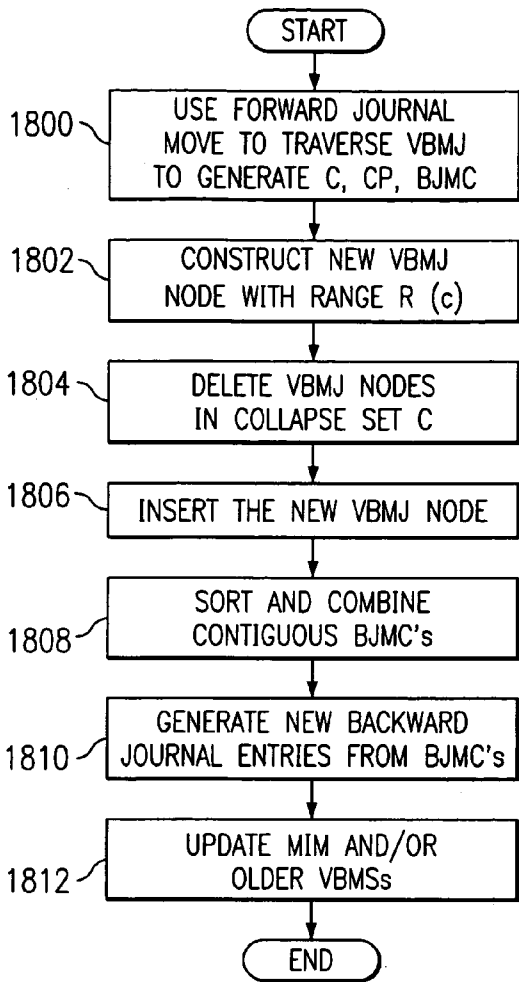 START
1800
USE FORWARD JOURNAL
MOVE TO TRAVERSE VBMJ
TO GENERATE C, CP, BJMC
1802
CONSTRUCT NEW VBMJ
NODE WITH RANGE R (c)
1804
DELETE VBMJ NODES
IN COLLAPSE SET C
1806
INSERT THE NEW VBMJ NODE
1808
SORT AND COMBINE
CONTIGUOUS BJMC's
1810
GENERATE NEW BACKWARD
JOURNAL ENTRIES FROM BJMC's
1812
UPDATE MIM AND/OR
OLDER VBMSs
END